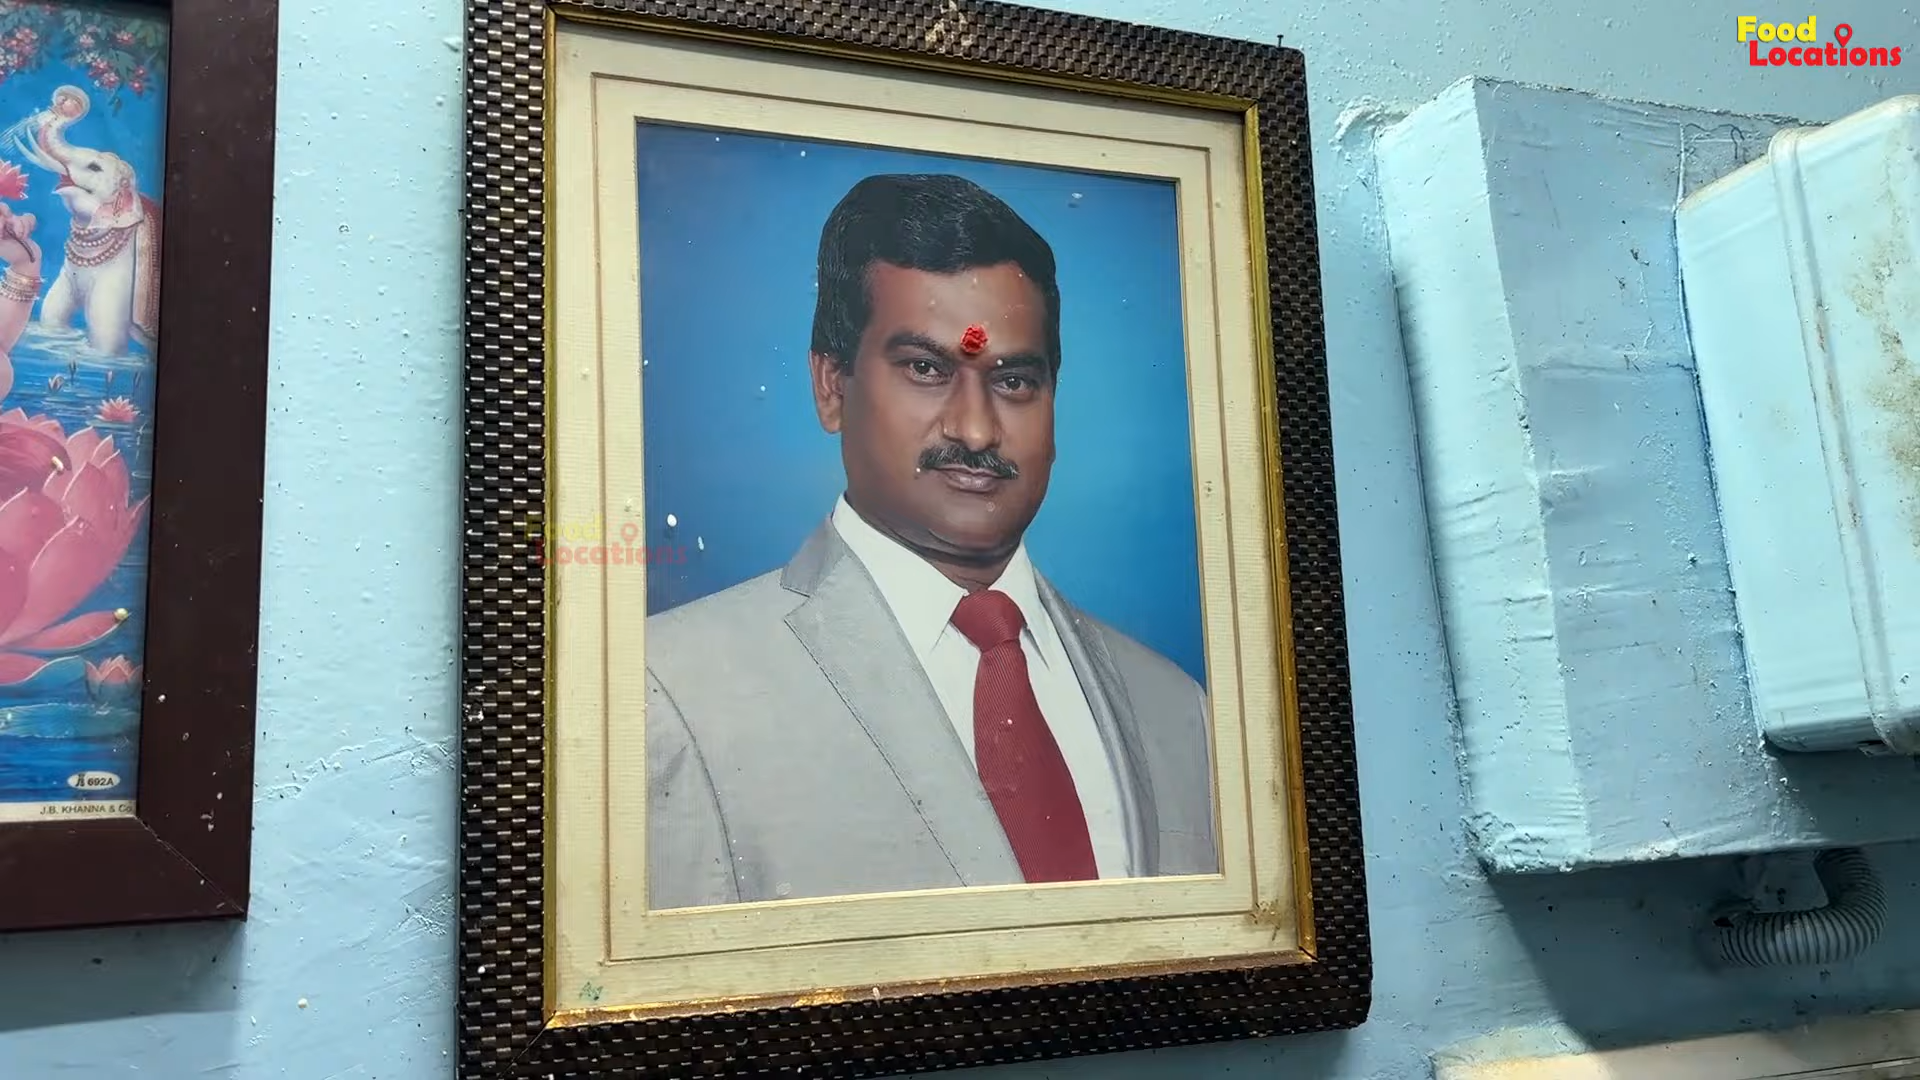 Food
Locations
Food
Locations
692A
J.B. KHANNA & Co